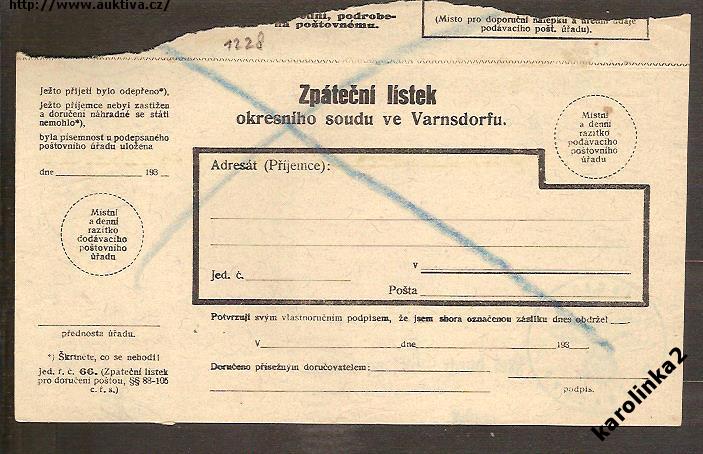 http://www.auktiva.cz/
podrobe-
na poštovnému.
(Místo pro doporuční nálepku a úřední údaje
podávacího pošt. úřadu).
1228
Ježto přijetí bylo odepřeno*),
Ježto příjemce nebyl zastižen
a doručení náhradné se státi
nemohlo*),
byla písemnost u podepsaného
poštovního úřadu uložena
dne 193
Místní
a denní
razítko
dodávacího
poštovního
úřadu
přednosta úřadu.
*) Škrtněte, co se nehodí!
jed. ř. č. 66. (Zpáteční lístek
pro doručení poštou, §§ 88-105
c. ř. s.)
Zpáteční lístek
okresního soudu ve Varnsdorfu.
Místní
a denní
razítko
podávacího
poštovního
úřadu
Adresát (Příjemce):
v
Jed. č.
Pošta
Potvrzuji svým vlastnoručním podpisem, že jsem shora označenou zásilku dnes obdržel
V dne 193
Doručeno přísežným doručovatelem:
podpis.
karolinka2